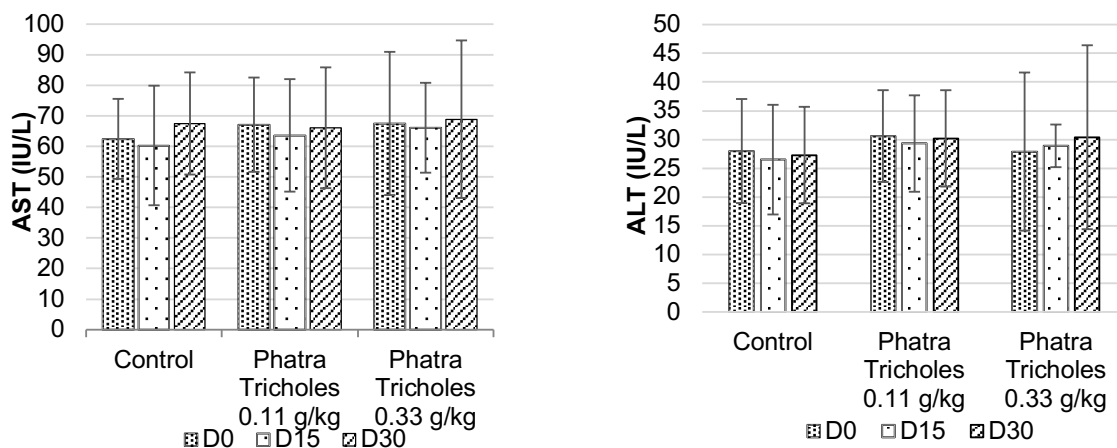 100
90
80
70
60
50
40
30
20
10
0
AST (IU/L)
Control
Phatra
Tricholes
0.11 g/kg
Phatra
Tricholes
0.33 g/kg
D0 D15 D30
50
45
40
35
30
25
20
15
10
5
0
ALT (IU/L)
Control
Phatra
Tricholes
0.11 g/kg
Phatra
Tricholes
0.33 g/kg
D0 D15 D30